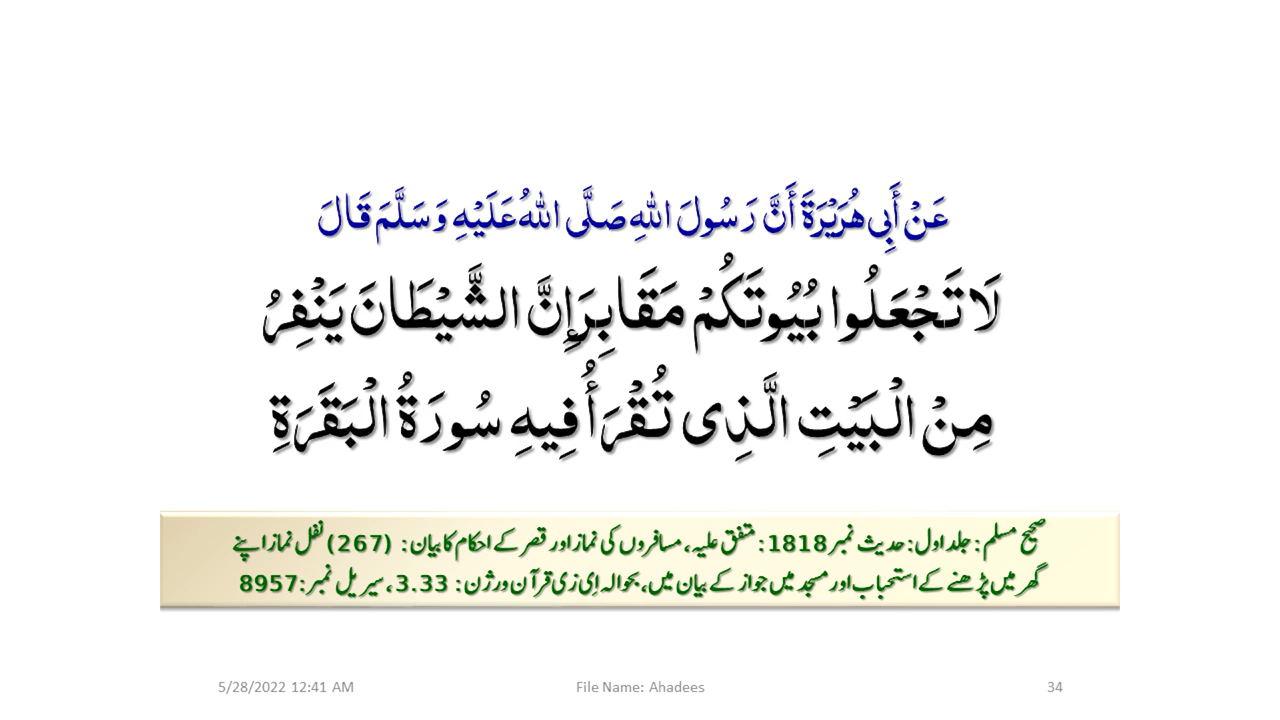 عَنْ أَبِي هُرَيْرَةَ أَنَّ رَسُولَ اللهِ صَلَّى اللهُ عَلَيْهِ وَسَلَّمَ قَالَ
لَا تَجْعَلُوا بُيُوتَكُمْ مَقَابِرَ إِنَّ الشَّيْطَانَ يَنْفِرُ
مِنْ الْبَيْتِ الَّذِی تُقْرَأُ فِيهِ سُورَةُ الْبَقَرَةِ
صحیح مسلم: جلد اول: حدیث نمبر 1818: متفق علیہ، مسافروں کی نماز اور قصر کے احکام کا بیان: (267) نفل نماز اپنے
گھر میں پڑھنے کے استحباب اور مسجد میں جواز کے بیان میں، بحوالہ اِی زی قرآن ورژن: 3.33، سیریل نمبر: 8957
5/28/2022 12:41 AM
File Name: Ahadees
34